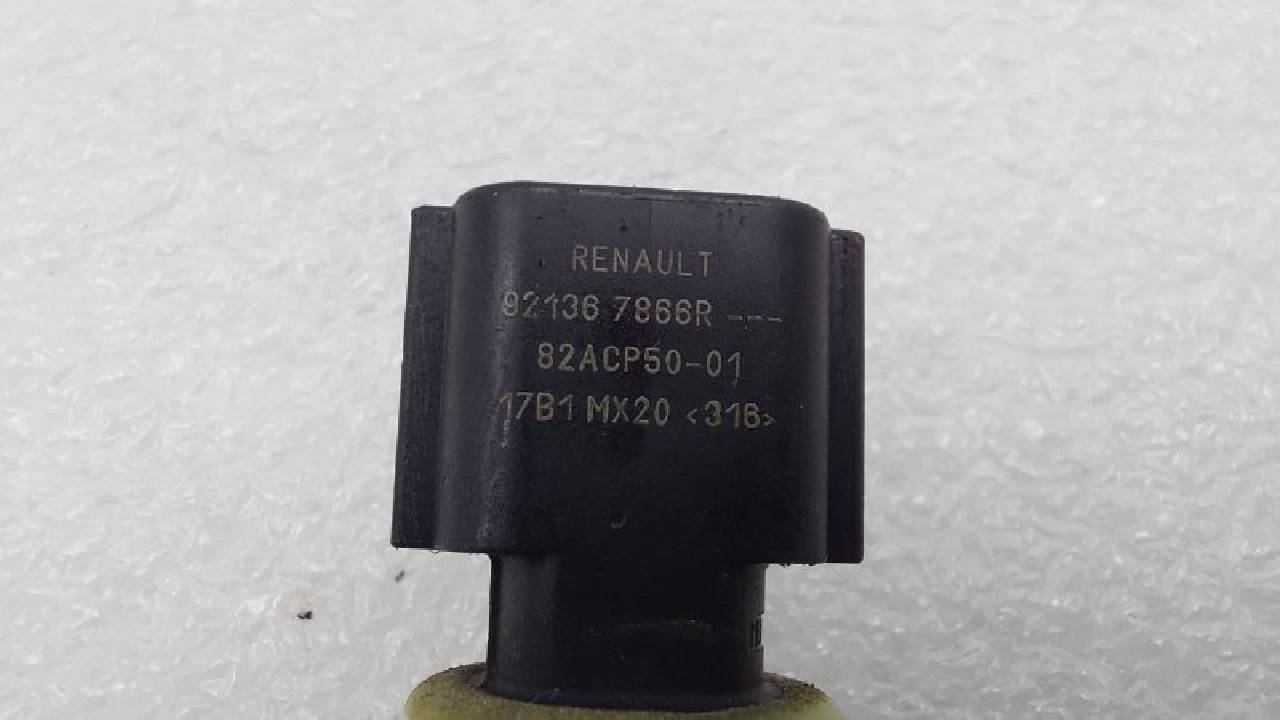 RENAULT
92136 7866R ---
82ACP50-01
17B1 MX20 <316>